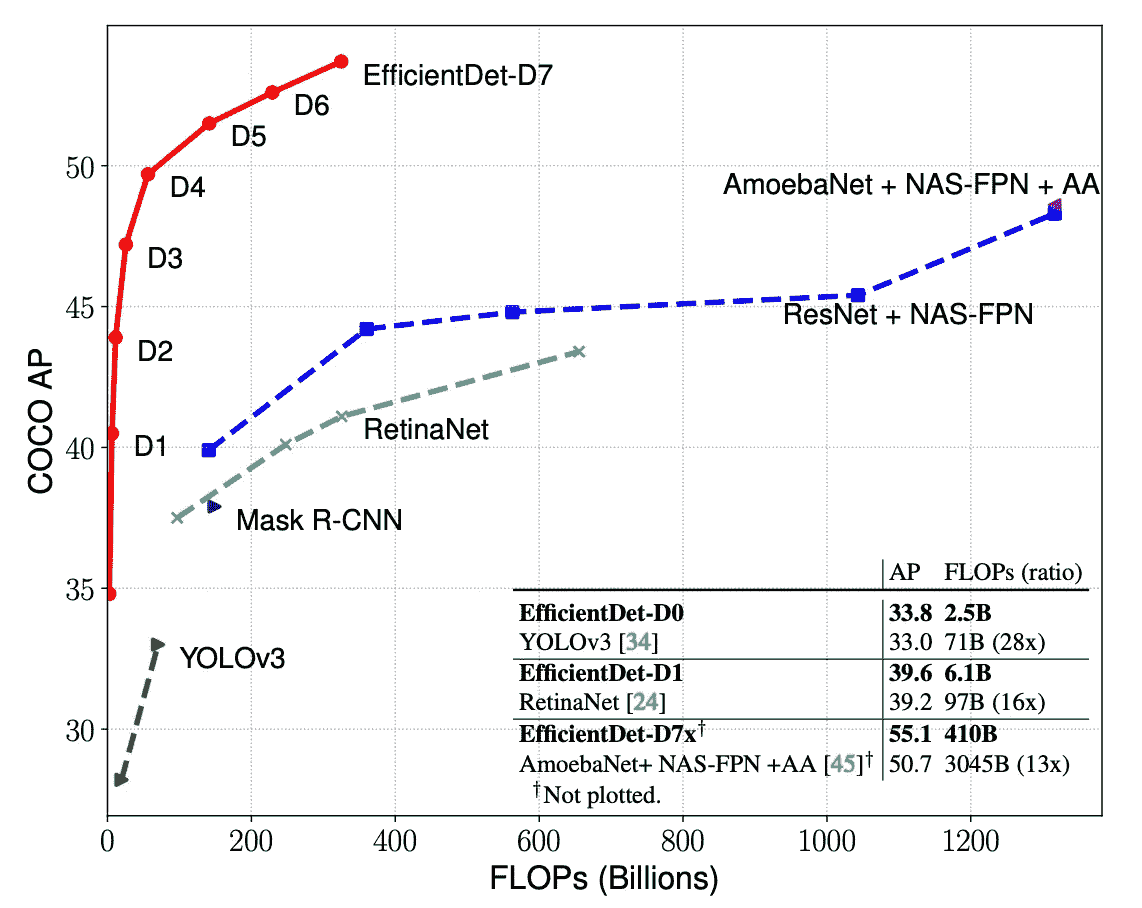 EfficientDet-D7
D6
D5
D4
D3
D2
D1
AmoebaNet + NAS-FPN + AA
ResNet + NAS-FPN
RetinaNet
Mask R-CNN
YOLOv3
COCO AP
50
45
40
35
30
AP FLOPs (ratio)
EfficientDet-D0 33.8 2.5B
YOLOv3 [34] 33.0 71B (28x)
EfficientDet-D1 39.6 6.1B
RetinaNet [24] 39.2 97B (16x)
EfficientDet-D7x† 55.1 410B
AmoebaNet+ NAS-FPN +AA [45]† 50.7 3045B (13x)
†Not plotted.
0 200 400 600 800 1000 1200
FLOPs (Billions)